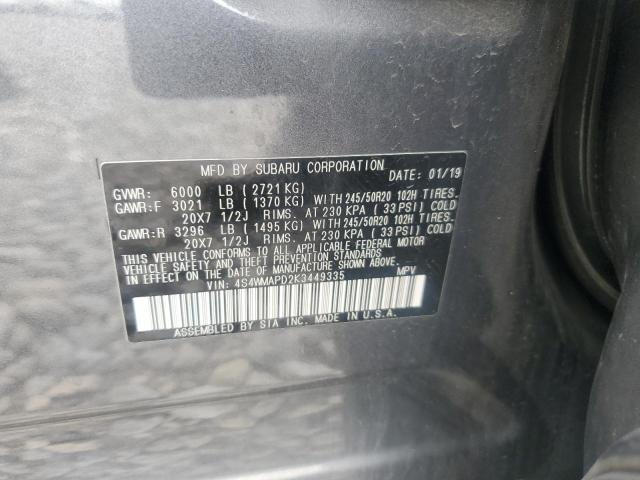 MFD BY SUBARU CORPORATION DATE: 01/19
GVWR: 6000 LB (2721 KG)
GAWR:F 3021 LB (1370 KG) WITH 245/50R20 102H TIRES.
20X7 1/2J RIMS. AT 230 KPA (33 PSI) COLD
GAWR:R 3296 LB (1495 KG) WITH 245/50R20 102H TIRES.
20X7 1/2J RIMS. AT 230 KPA (33 PSI) COLD
THIS VEHICLE CONFORMS TO ALL APPLICABLE FEDERAL MOTOR
VEHICLE SAFETY AND THEFT PREVENTION STANDARDS
IN EFFECT ON THE DATE OF MANUFACTURE SHOWN ABOVE.
VIN: 4S4WMAPD2K3449335 MPV
ASSEMBLED BY SIA INC. MADE IN U.S.A.